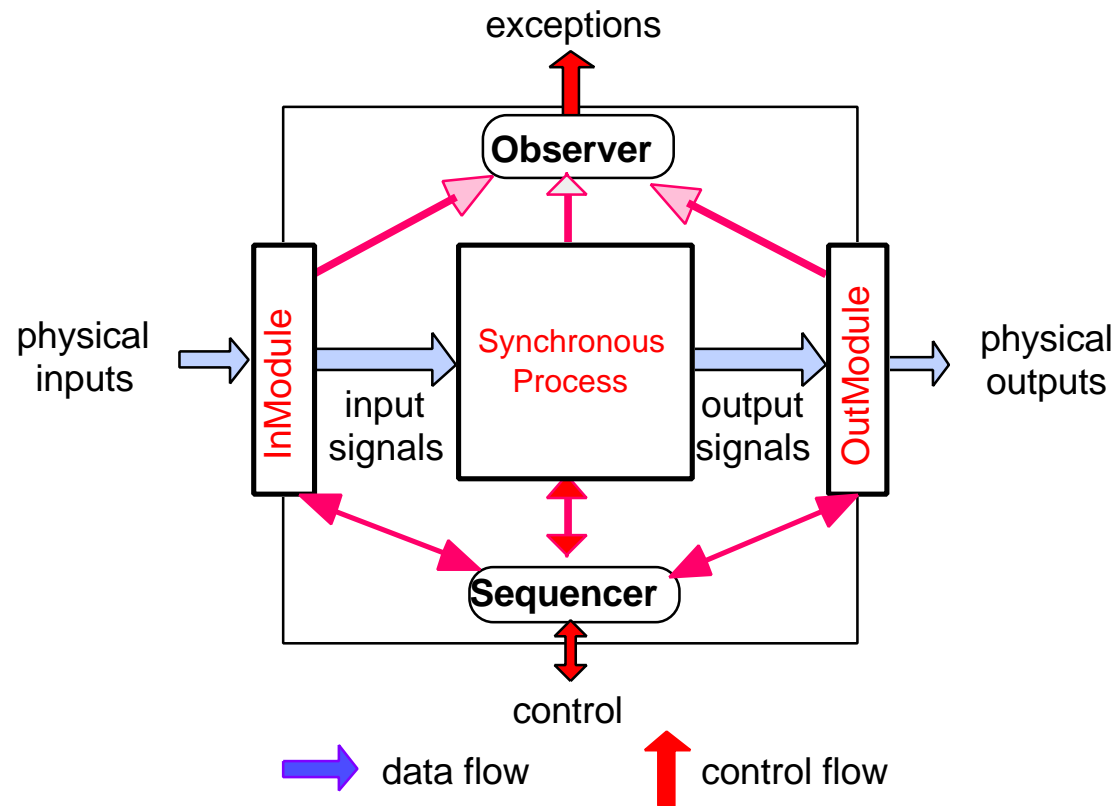 exceptions
Observer
physical
inputs
InModule
input
signals
Synchronous
Process
output
signals
OutModule
physical
outputs
Sequencer
control
data flow
control flow